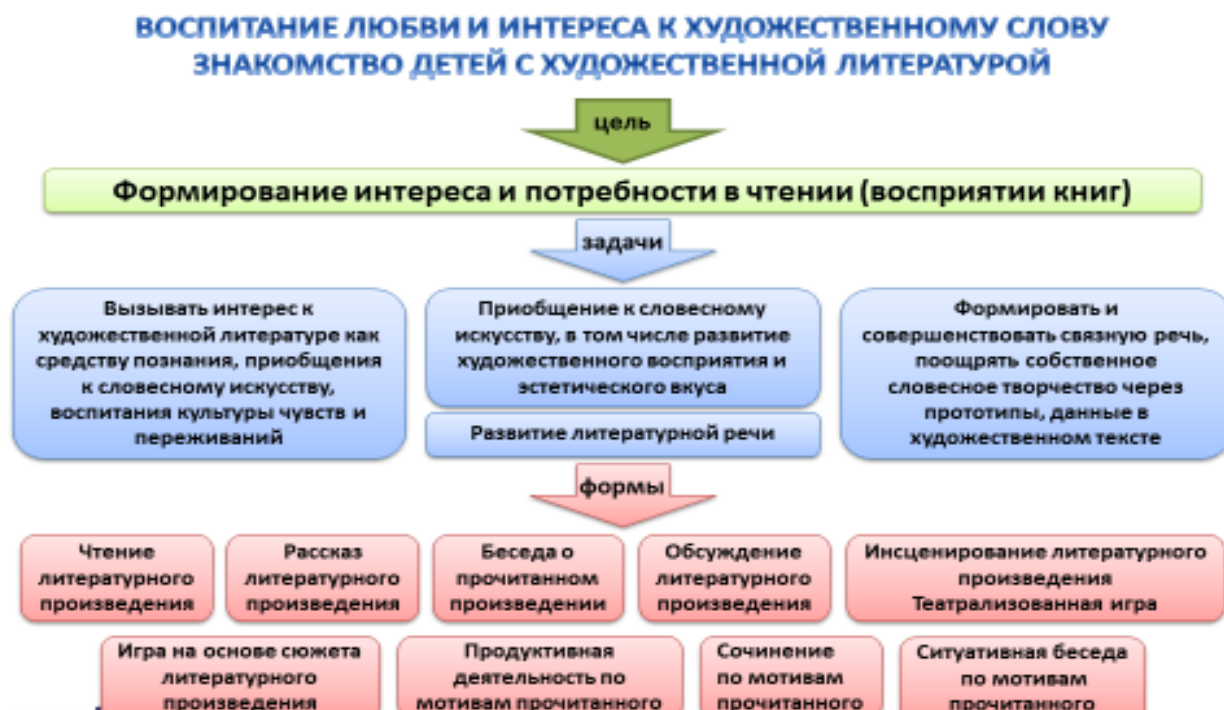 ВОСПИТАНИЕ ЛЮБВИ И ИНТЕРЕСА К ХУДОЖЕСТВЕННОМУ СЛОВУ
ЗНАКОМСТВО ДЕТЕЙ С ХУДОЖЕСТВЕННОЙ ЛИТЕРАТУРОЙ
цель
Формирование интереса и потребности в чтении (восприятии книг)
задачи
Вызывать интерес к
художественной литературе как
средству познания, приобщения
к словесному искусству,
воспитания культуры чувств и
переживаний
Приобщение к словесному
искусству, в том числе развитие
художественного восприятия и
эстетического вкуса
Развитие литературной речи
Формировать и
совершенствовать связную речь,
поощрять собственное
словесное творчество через
прототипы, данные в
художественном тексте
формы
Чтение
литературного
произведения
Рассказ
литературного
произведения
Беседа о
прочитанном
произведении
Обсуждение
литературного
произведения
Инсценирование литературного
произведения
Театрализованная игра
Игра на основе сюжета
литературного
произведения
Продуктивная
деятельность по
мотивам прочитанного
Сочинение
по мотивам
прочитанного
Ситуативная беседа
по мотивам
прочитанного